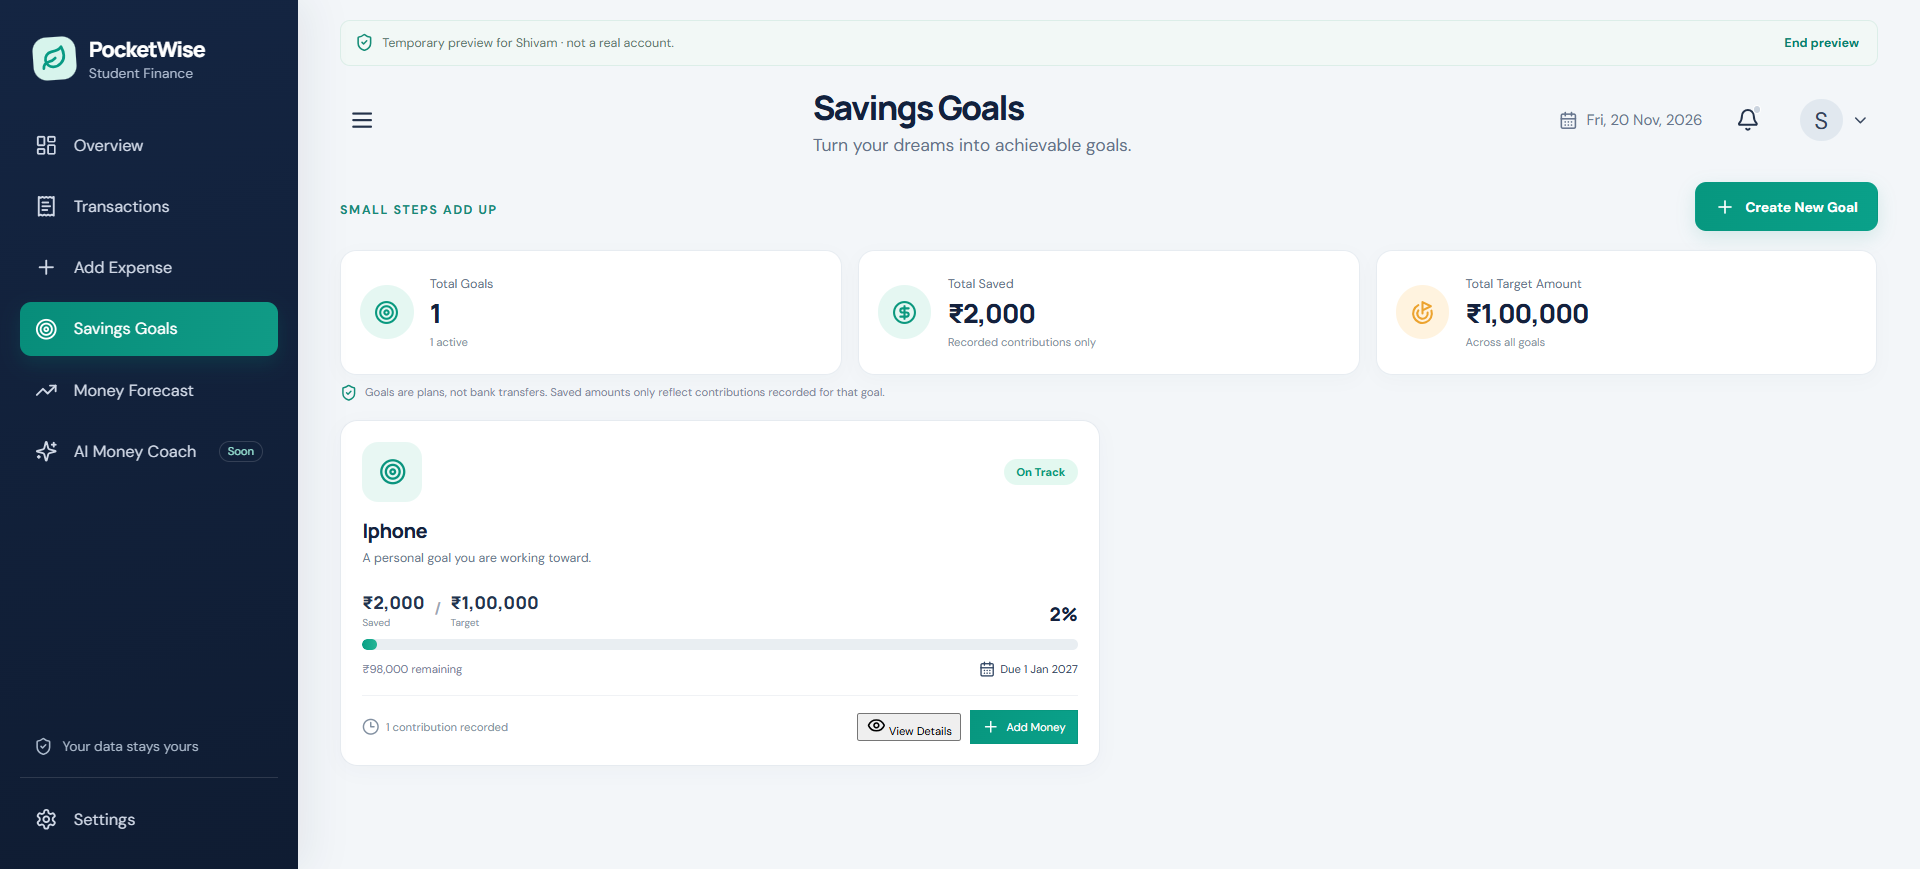 PocketWise
Student Finance
Overview
Transactions
Add Expense
Savings Goals
Money Forecast
AI Money Coach Soon
Your data stays yours
Settings
Temporary preview for Shivam · not a real account.
End preview
Savings Goals
Turn your dreams into achievable goals.
Fri, 20 Nov, 2026
S
SMALL STEPS ADD UP
Create New Goal
Total Goals
1
1 active
Total Saved
₹2,000
Recorded contributions only
Total Target Amount
₹1,00,000
Across all goals
Goals are plans, not bank transfers. Saved amounts only reflect contributions recorded for that goal.
On Track
Iphone
A personal goal you are working toward.
₹2,000 / ₹1,00,000
Saved Target
2%
₹98,000 remaining
Due 1 Jan 2027
1 contribution recorded
View Details
Add Money